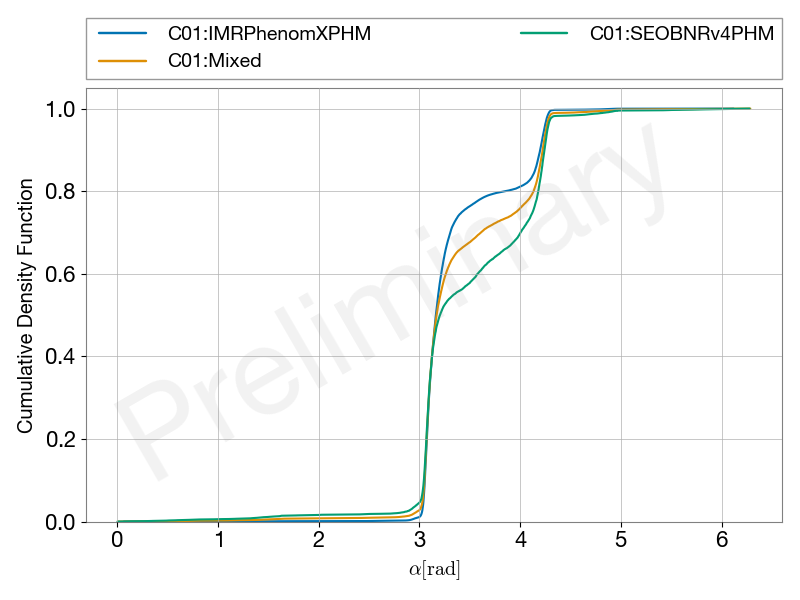 C01:IMRPhenomXPHM
C01:Mixed
C01:SEOBNRv4PHM
Preliminary
Cumulative Density Function
1.0
0.8
0.6
0.4
0.2
0.0
0 1 2 3 4 5 6
α[rad]